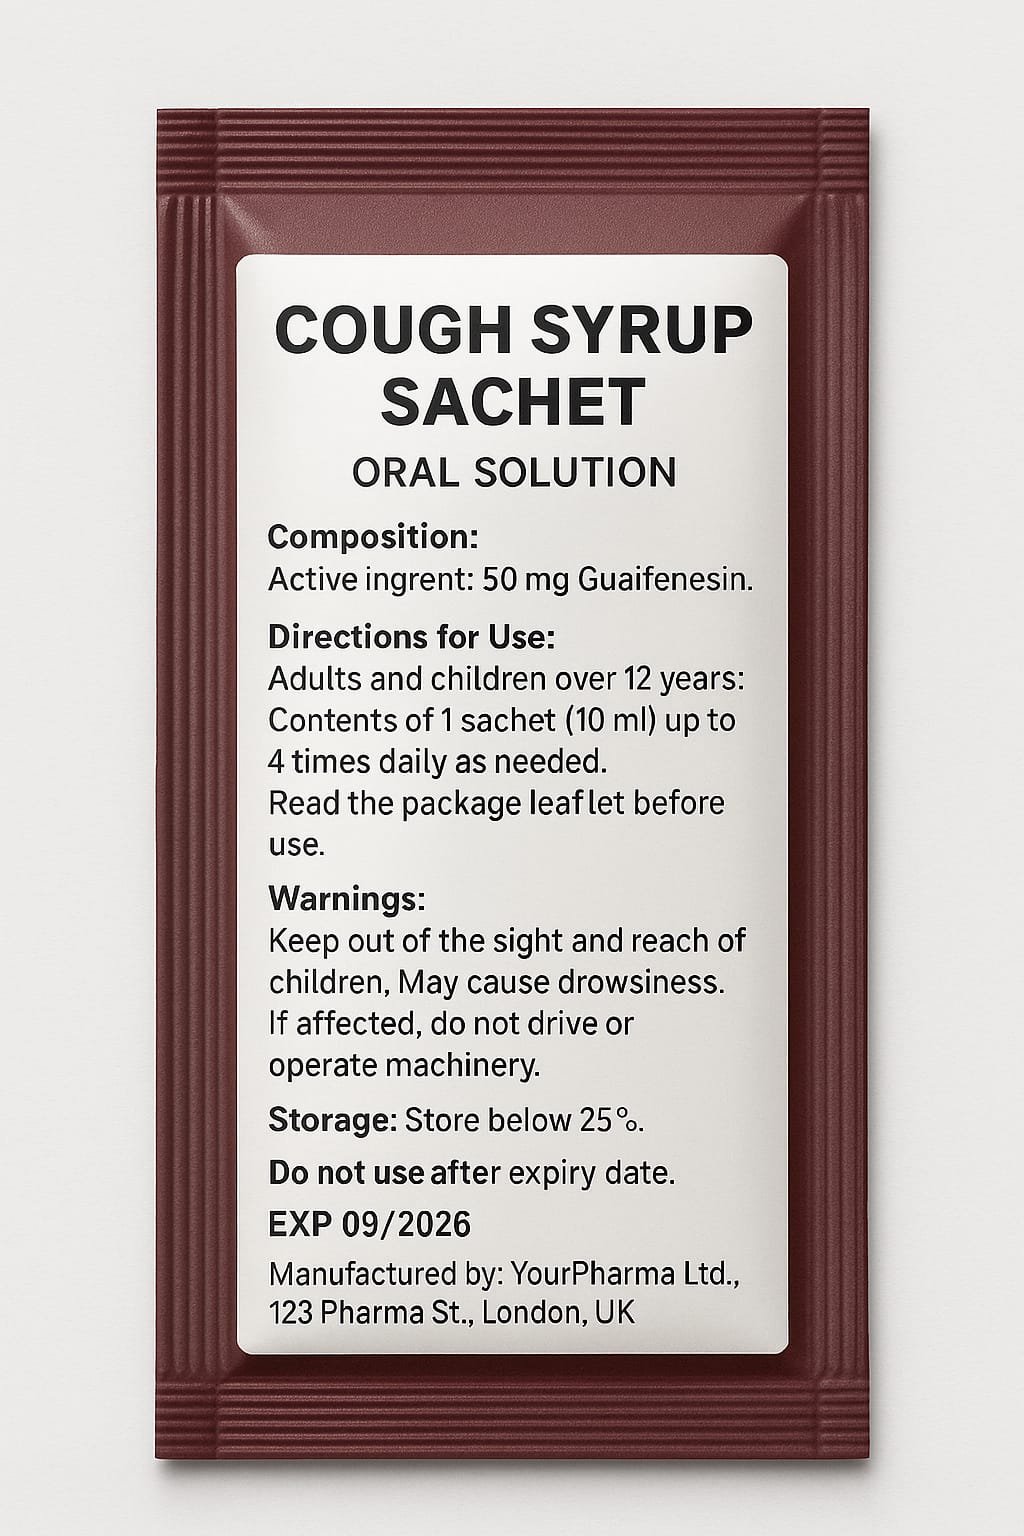 COUGH SYRUP
SACHET
ORAL SOLUTION
Composition:
Active ingrent: 50 mg Guaifenesin.
Directions for Use:
Adults and children over 12 years:
Contents of 1 sachet (10 ml) up to
4 times daily as needed.
Read the package leaflet before
use.
Warnings:
Keep out of the sight and reach of
children, May cause drowsiness.
If affected, do not drive or
operate machinery.
Storage: Store below 25%.
Do not use after expiry date.
EXP 09/2026
Manufactured by: YourPharma Ltd.,
123 Pharma St., London, UK